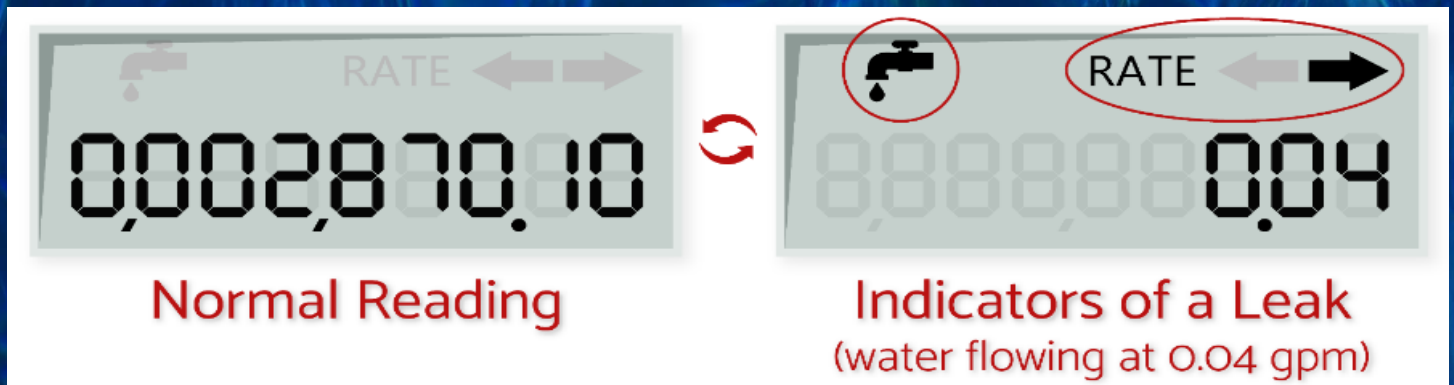 RATE
0,002,870.10
Normal Reading
RATE
0.04
Indicators of a Leak
(water flowing at 0.04 gpm)